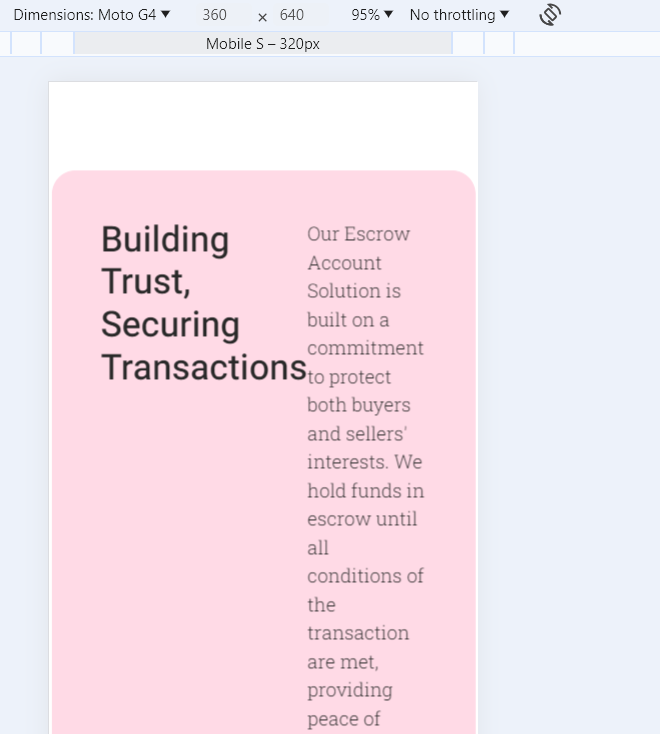 Dimensions: Moto G4 ▼ 360 × 640 95% ▼ No throttling ▼
Mobile S – 320px
Building
Trust,
Securing
Transactions
Our Escrow
Account
Solution is
built on a
commitment
to protect
both buyers
and sellers'
interests. We
hold funds in
escrow until
all
conditions of
the
transaction
are met,
providing
peace of